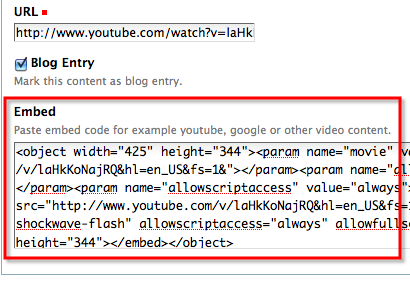 URL
http://www.youtube.com/watch?v=laHk
Blog Entry
Mark this content as blog entry.
Embed
Paste embed code for example youtube, google or other video content.
<object width="425" height="344"><param name="movie" va
/v/laHkKoNajRQ&hl=en_US&fs=1&"></param><param name="all
</param><param name="allowscriptaccess" value="always">
src="http://www.youtube.com/v/laHkKoNajRQ&hl=en_US&fs=1
shockwave-flash" allowscriptaccess="always" allowfullsc
height="344"></embed></object>